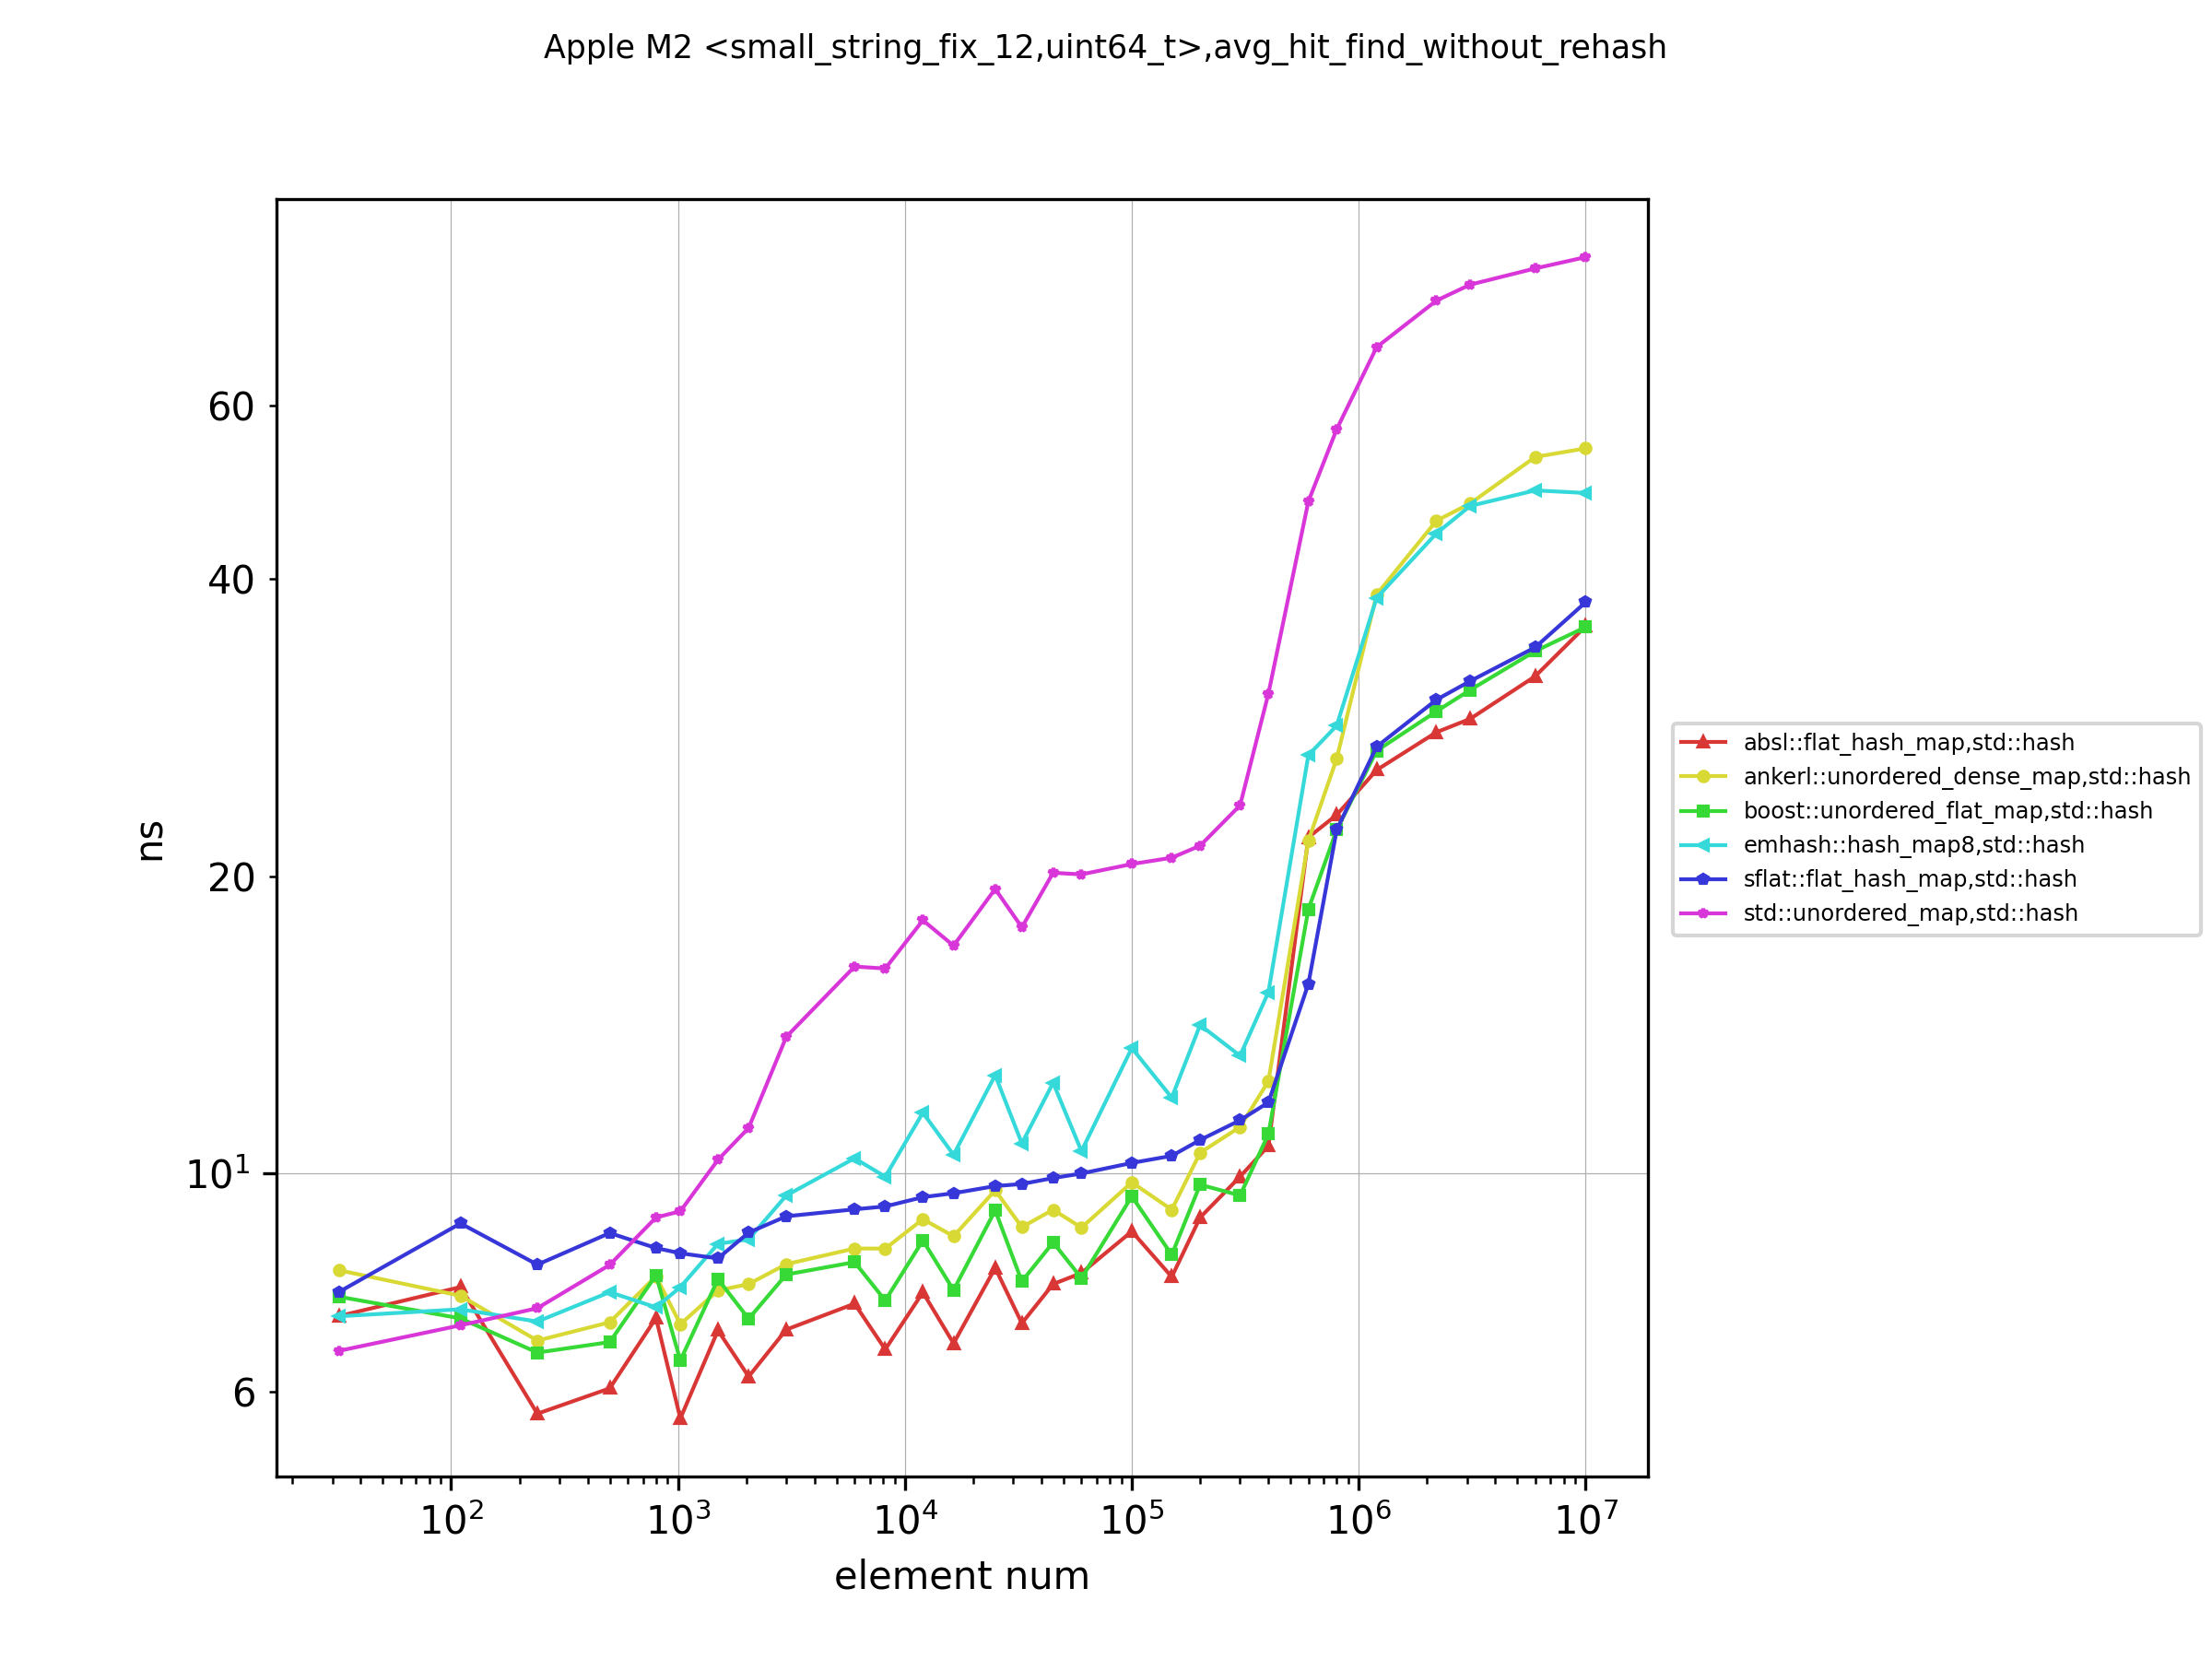 Apple M2 <small_string_fix_12,uint64_t>,avg_hit_find_without_rehash
ns
60
40
20
10¹
6
10² 10³ 10⁴ 10⁵ 10⁶ 10⁷
element num
absl::flat_hash_map,std::hash
ankerl::unordered_dense_map,std::hash
boost::unordered_flat_map,std::hash
emhash::hash_map8,std::hash
sflat::flat_hash_map,std::hash
std::unordered_map,std::hash